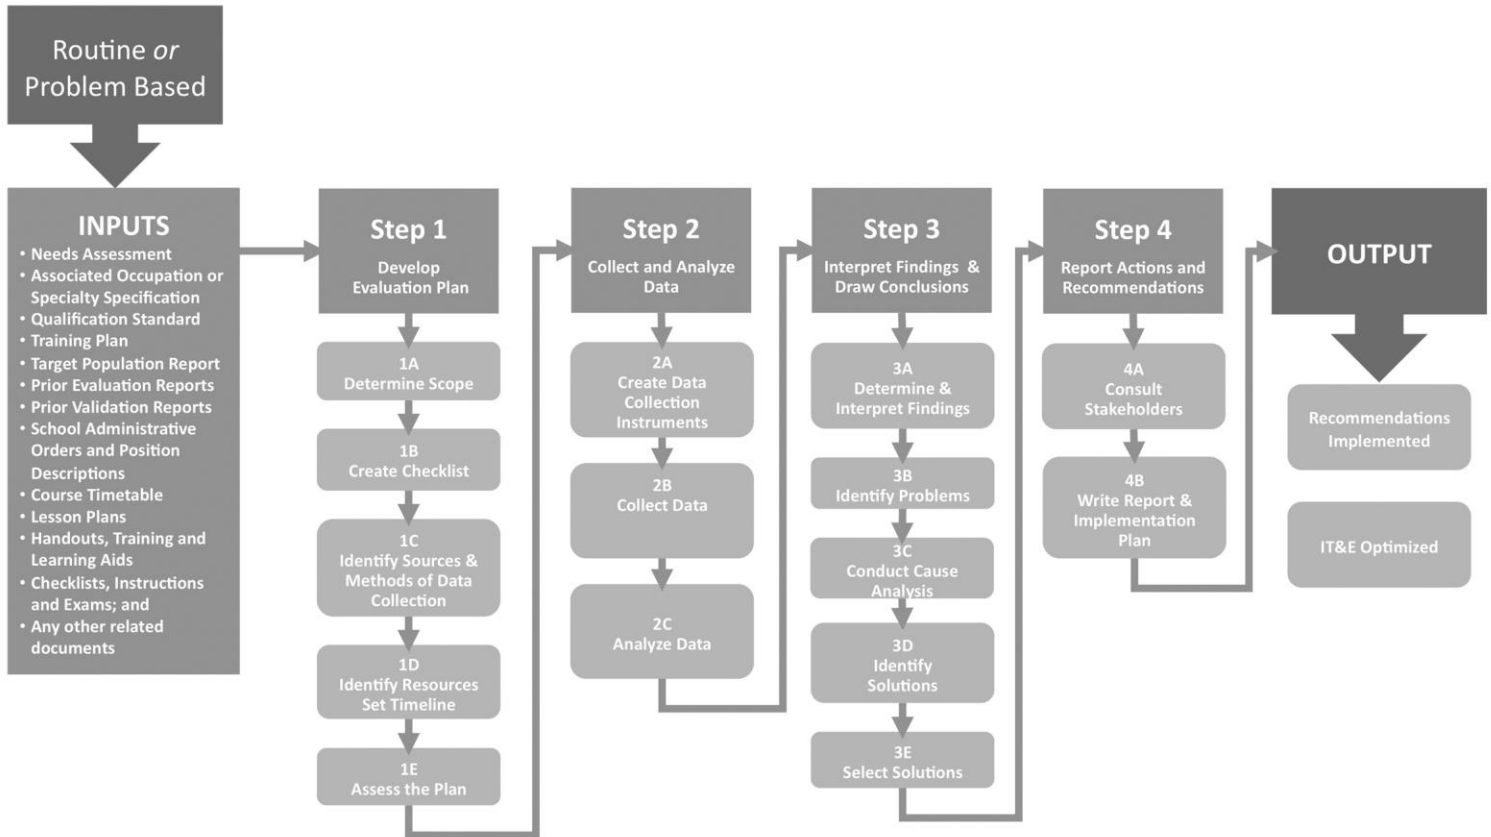 Routine or
Problem Based
INPUTS
• Needs Assessment
• Associated Occupation or
Specialty Specification
• Qualification Standard
• Training Plan
• Target Population Report
• Prior Evaluation Reports
• Prior Validation Reports
• School Administrative
Orders and Position
Descriptions
• Course Timetable
• Lesson Plans
• Handouts, Training and
Learning Aids
• Checklists, Instructions
and Exams; and
• Any other related
documents
Step 1
Develop
Evaluation Plan
1A
Determine Scope
1B
Create Checklist
1C
Identify Sources &
Methods of Data
Collection
1D
Identify Resources
Set Timeline
1E
Assess the Plan
Step 2
Collect and Analyze
Data
2A
Create Data
Collection
Instruments
2B
Collect Data
2C
Analyze Data
Step 3
Interpret Findings &
Draw Conclusions
3A
Determine &
Interpret Findings
3B
Identify Problems
3C
Conduct Cause
Analysis
3D
Identify
Solutions
3E
Select Solutions
Step 4
Report Actions and
Recommendations
4A
Consult
Stakeholders
4B
Write Report &
Implementation
Plan
OUTPUT
Recommendations
Implemented
IT&E Optimized